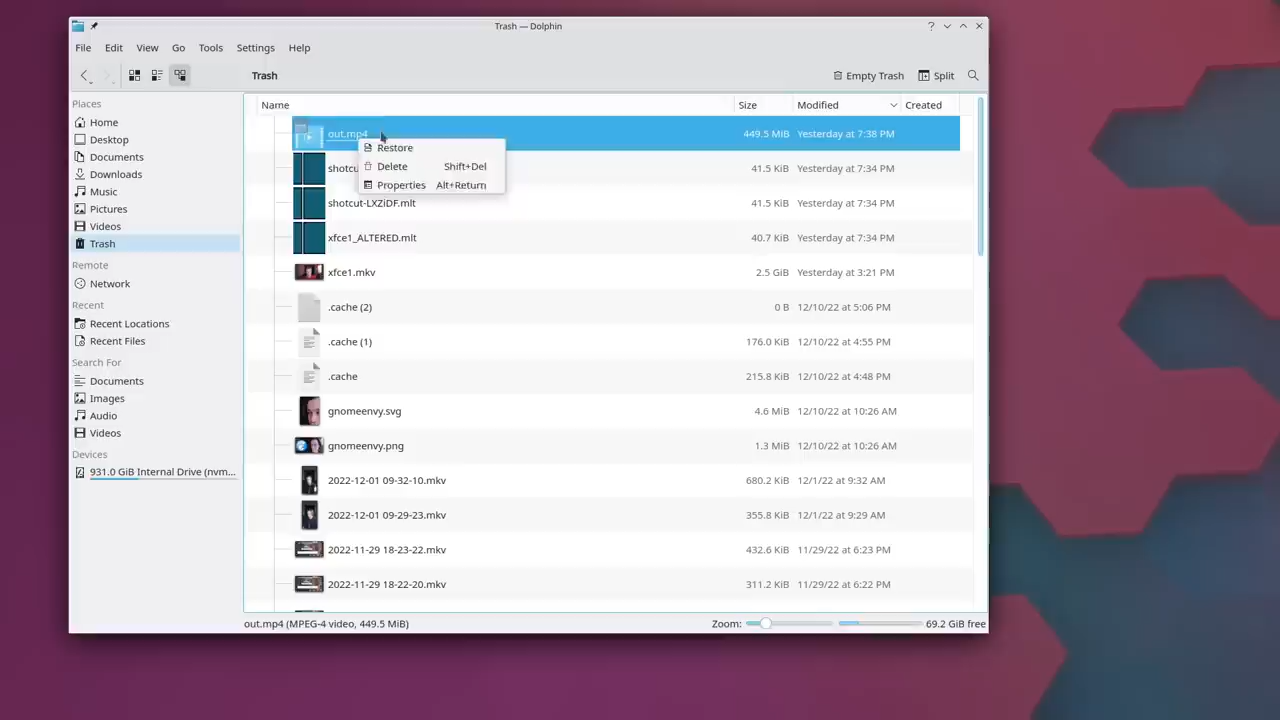 Trash — Dolphin
?
File Edit View Go Tools Settings Help
Trash
Empty Trash
Split
Places
Home
Desktop
Documents
Downloads
Music
Pictures
Videos
Trash
Remote
Network
Recent
Recent Locations
Recent Files
Search For
Documents
Images
Audio
Videos
Devices
931.0 GiB Internal Drive (nvm...
Name Size Modified Created
out.mp4 449.5 MiB Yesterday at 7:38 PM
Restore
Delete Shift+Del
Properties Alt+Return
shotcu 41.5 KiB Yesterday at 7:34 PM
shotcut-LXZiDF.mlt 41.5 KiB Yesterday at 7:34 PM
xfce1_ALTERED.mlt 40.7 KiB Yesterday at 7:34 PM
xfce1.mkv 2.5 GiB Yesterday at 3:21 PM
.cache (2) 0 B 12/10/22 at 5:06 PM
.cache (1) 176.0 KiB 12/10/22 at 4:55 PM
.cache 215.8 KiB 12/10/22 at 4:48 PM
gnomeenvy.svg 4.6 MiB 12/10/22 at 10:26 AM
gnomeenvy.png 1.3 MiB 12/10/22 at 10:26 AM
2022-12-01 09-32-10.mkv 680.2 KiB 12/1/22 at 9:32 AM
2022-12-01 09-29-23.mkv 355.8 KiB 12/1/22 at 9:29 AM
2022-11-29 18-23-22.mkv 432.6 KiB 11/29/22 at 6:23 PM
2022-11-29 18-22-20.mkv 311.2 KiB 11/29/22 at 6:22 PM
out.mp4 (MPEG-4 video, 449.5 MiB)
Zoom:
69.2 GiB free